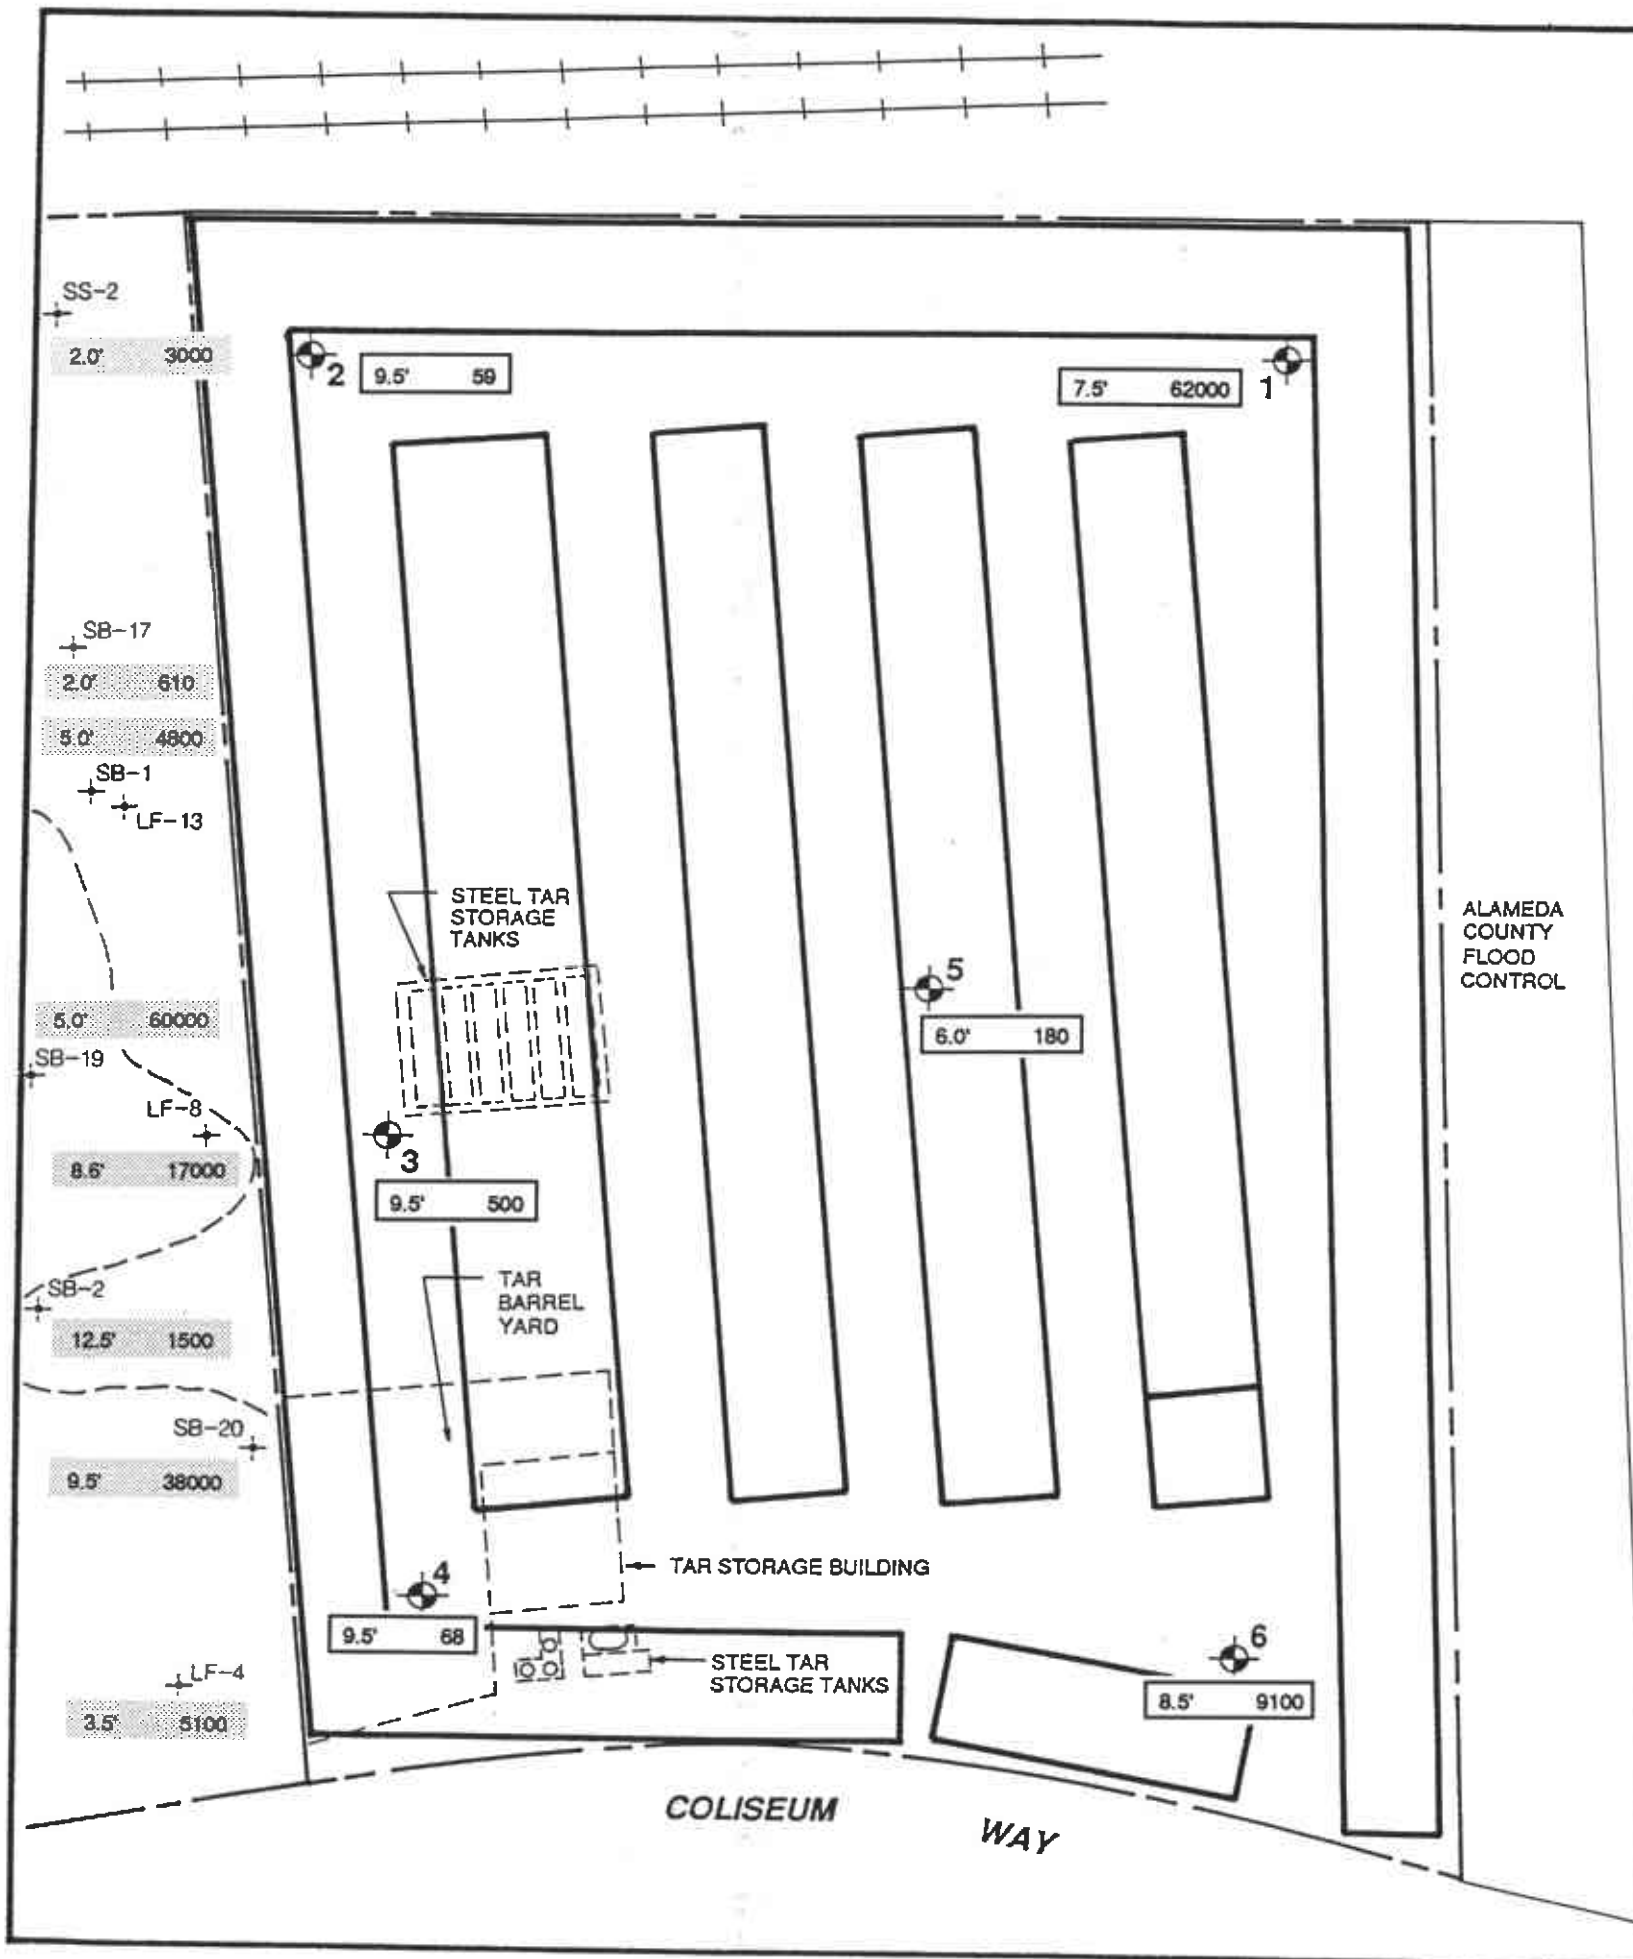 SS-2
2.0' 3000
2
9.5' 59
7.5' 62000
1
SB-17
2.0' 610
5.0' 4800
SB-1
LF-13
STEEL TAR
STORAGE
TANKS
ALAMEDA
COUNTY
FLOOD
CONTROL
5
6.0' 180
5.0' 60000
SB-19
LF-8
8.6' 17000
3
9.5' 500
SB-2
12.5' 1500
TAR
BARREL
YARD
SB-20
9.5' 38000
TAR STORAGE BUILDING
4
9.5' 68
STEEL TAR
STORAGE TANKS
6
8.5' 9100
LF-4
3.5' 5100
COLISEUM WAY